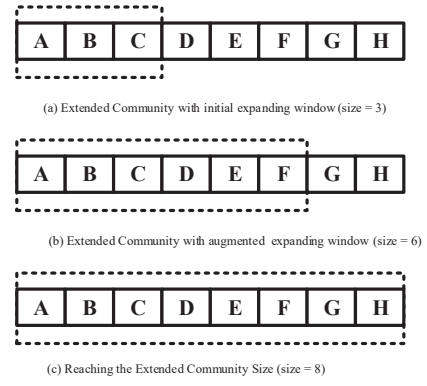 A B C D E F G H
(a) Extended Community with initial expanding window (size = 3)
A B C D E F G H
(b) Extended Community with augmented expanding window (size = 6)
A B C D E F G H
(c) Reaching the Extended Community Size (size = 8)